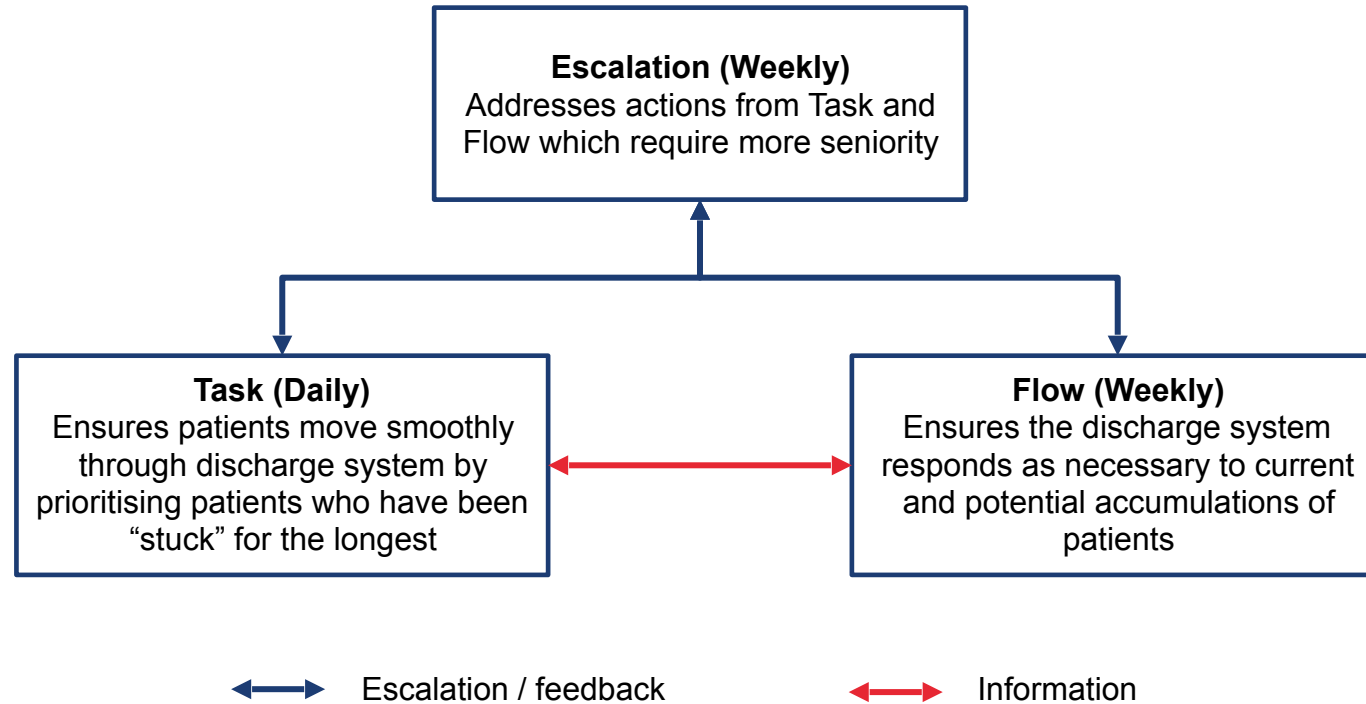 Escalation (Weekly)
Addresses actions from Task and
Flow which require more seniority
Task (Daily)
Ensures patients move smoothly
through discharge system by
prioritising patients who have been
“stuck” for the longest
Flow (Weekly)
Ensures the discharge system
responds as necessary to current
and potential accumulations of
patients
Escalation / feedback
Information